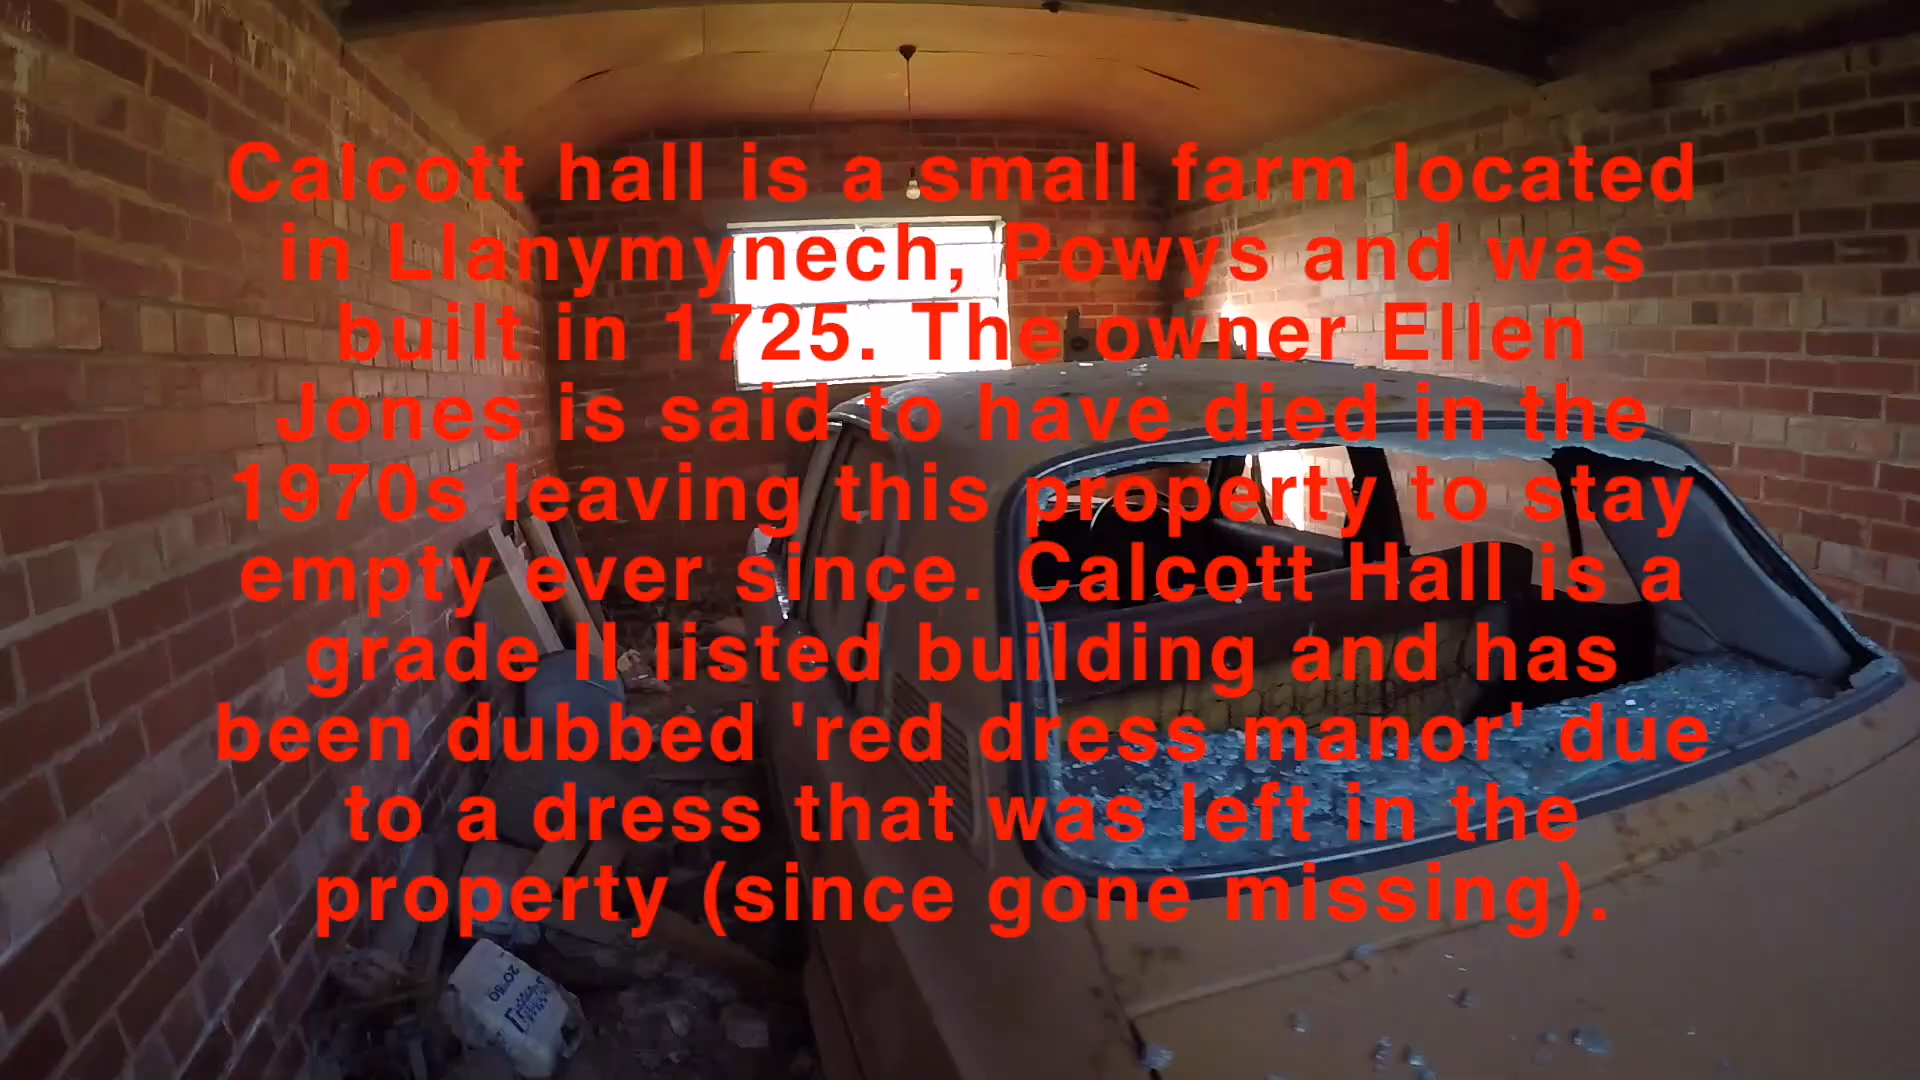 Calcott hall is a small farm located
in Llanymynech, Powys and was
built in 1725. The owner Ellen
Jones is said to have died in the
1970s leaving this property to stay
empty ever since. Calcott Hall is a
grade II listed building and has
been dubbed 'red dress manor' due
to a dress that was left in the
property (since gone missing).
20/50